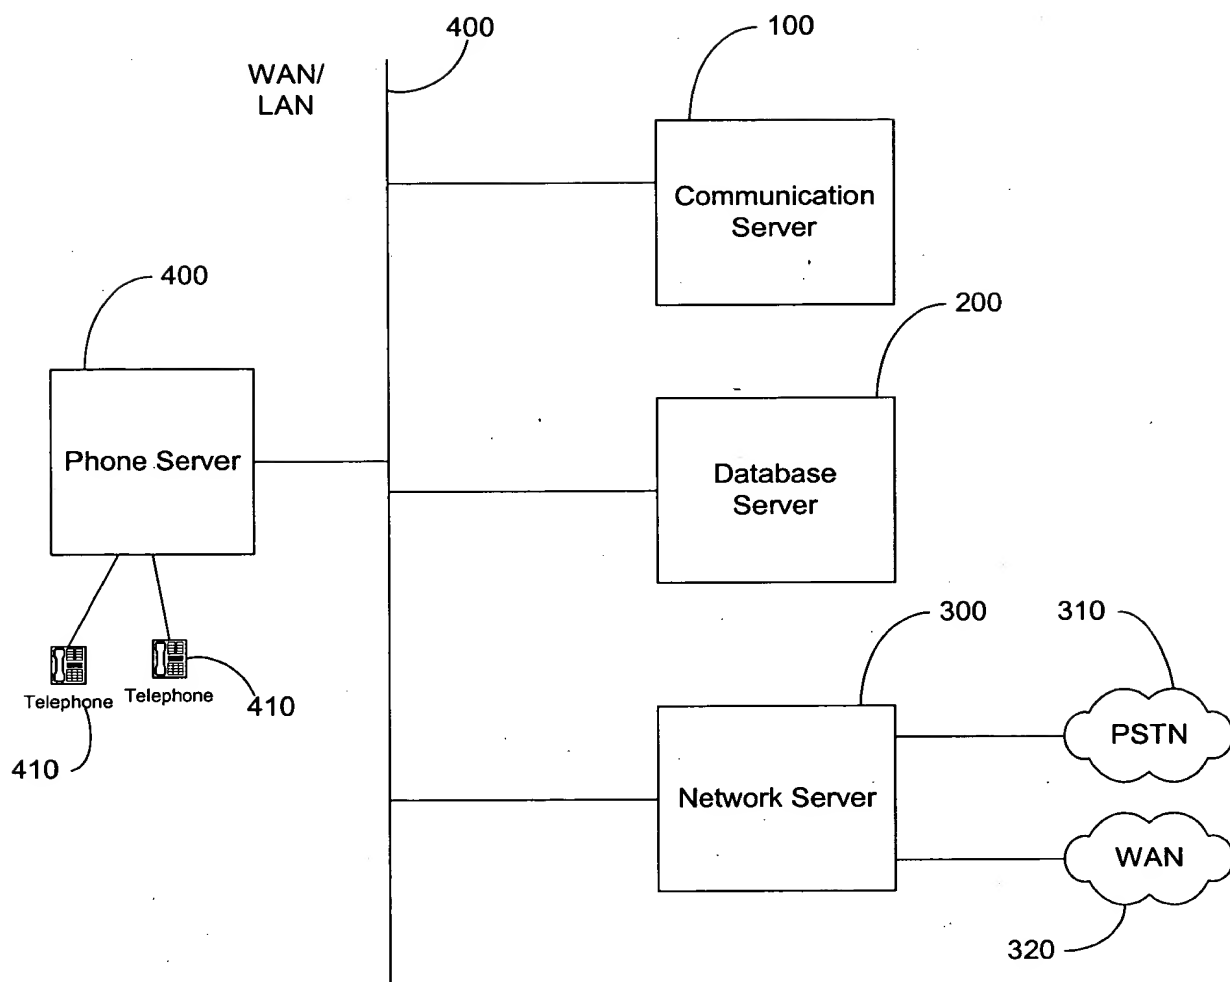 400
100
WAN/
LAN
Communication
Server
400
200
Phone Server
Database
Server
300
310
Telephone
Telephone
410
410
PSTN
Network Server
WAN
320